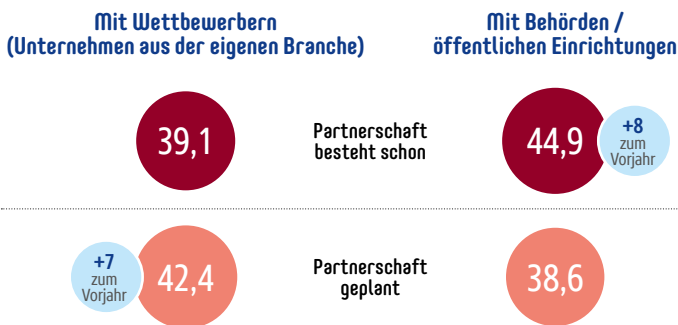 Mit Wettbewerbern
(Unternehmen aus der eigenen Branche)
Mit Behörden /
öffentlichen Einrichtungen
39,1
Partnerschaft
besteht schon
44,9
+8
zum
Vorjahr
+7
zum
Vorjahr
42,4
Partnerschaft
geplant
38,6